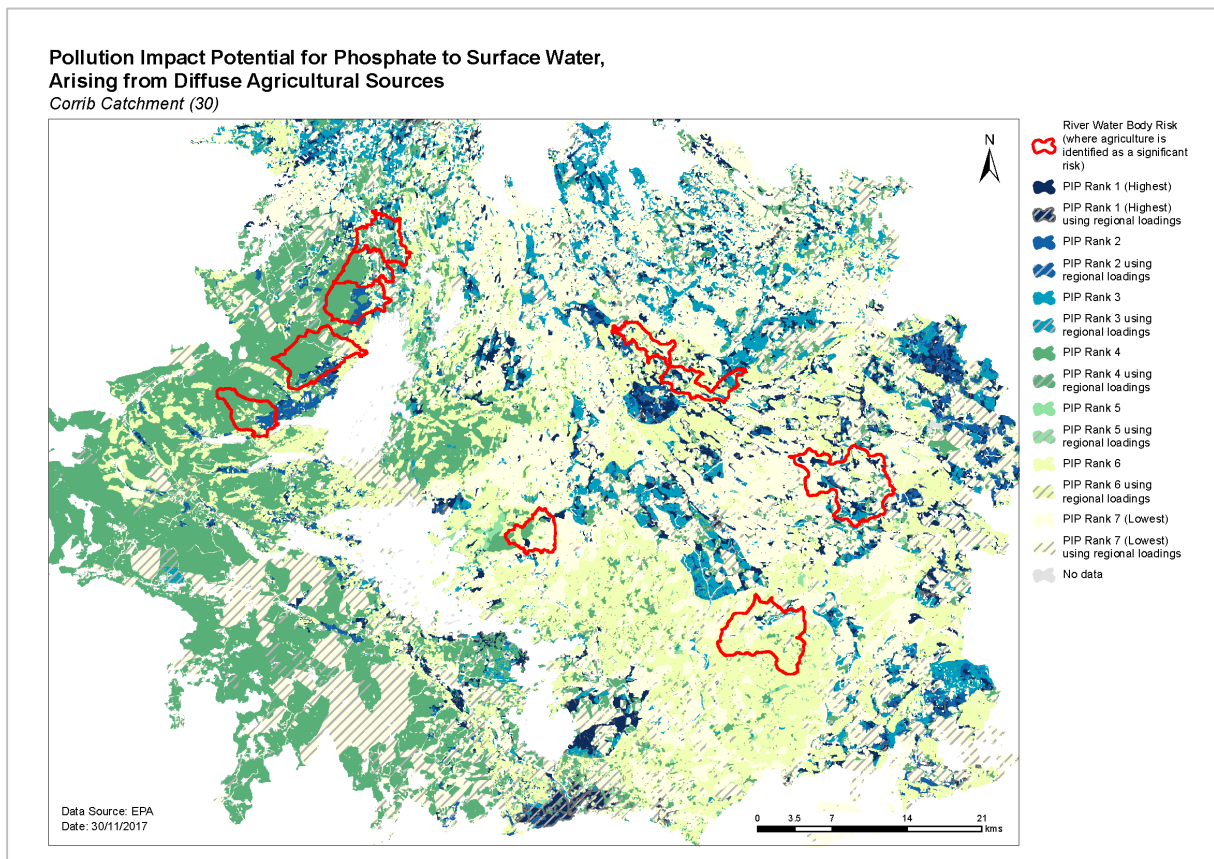 Pollution Impact Potential for Phosphate to Surface Water,
Arising from Diffuse Agricultural Sources
Corrib Catchment (30)
N
River Water Body Risk
(where agriculture is
identified as a significant
risk)
PIP Rank 1 (Highest)
PIP Rank 1 (Highest)
using regional loadings
PIP Rank 2
PIP Rank 2 using
regional loadings
PIP Rank 3
PIP Rank 3 using
regional loadings
PIP Rank 4
PIP Rank 4 using
regional loadings
PIP Rank 5
PIP Rank 5 using
regional loadings
PIP Rank 6
PIP Rank 6 using
regional loadings
PIP Rank 7 (Lowest)
PIP Rank 7 (Lowest)
using regional loadings
No data
Data Source: EPA
Date: 30/11/2017
0 3.5 7 14 21
kms